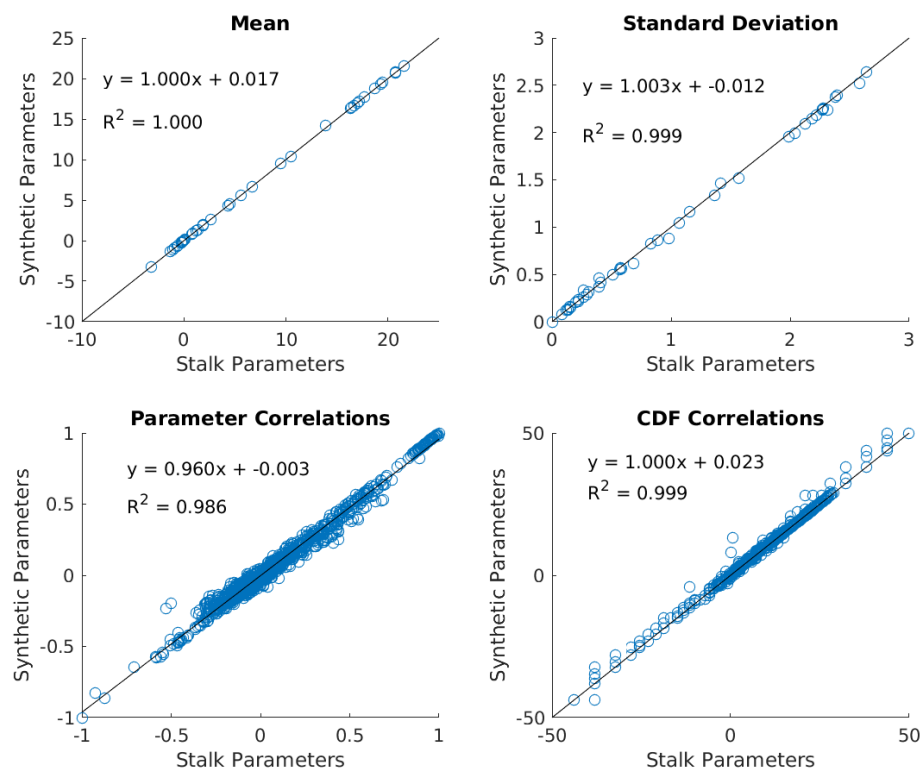 Mean
25
20
15
10
5
0
-5
-10
y = 1.000x + 0.017
R² = 1.000
-10
0
10
20
Stalk Parameters
Synthetic Parameters
Standard Deviation
3
2.5
2
1.5
1
0.5
0
y = 1.003x + -0.012
R² = 0.999
0
1
2
3
Stalk Parameters
Synthetic Parameters
Parameter Correlations
1
0.5
0
-0.5
-1
y = 0.960x + -0.003
R² = 0.986
-1
-0.5
0
0.5
1
Stalk Parameters
Synthetic Parameters
CDF Correlations
50
0
-50
y = 1.000x + 0.023
R² = 0.999
-50
0
50
Stalk Parameters
Synthetic Parameters